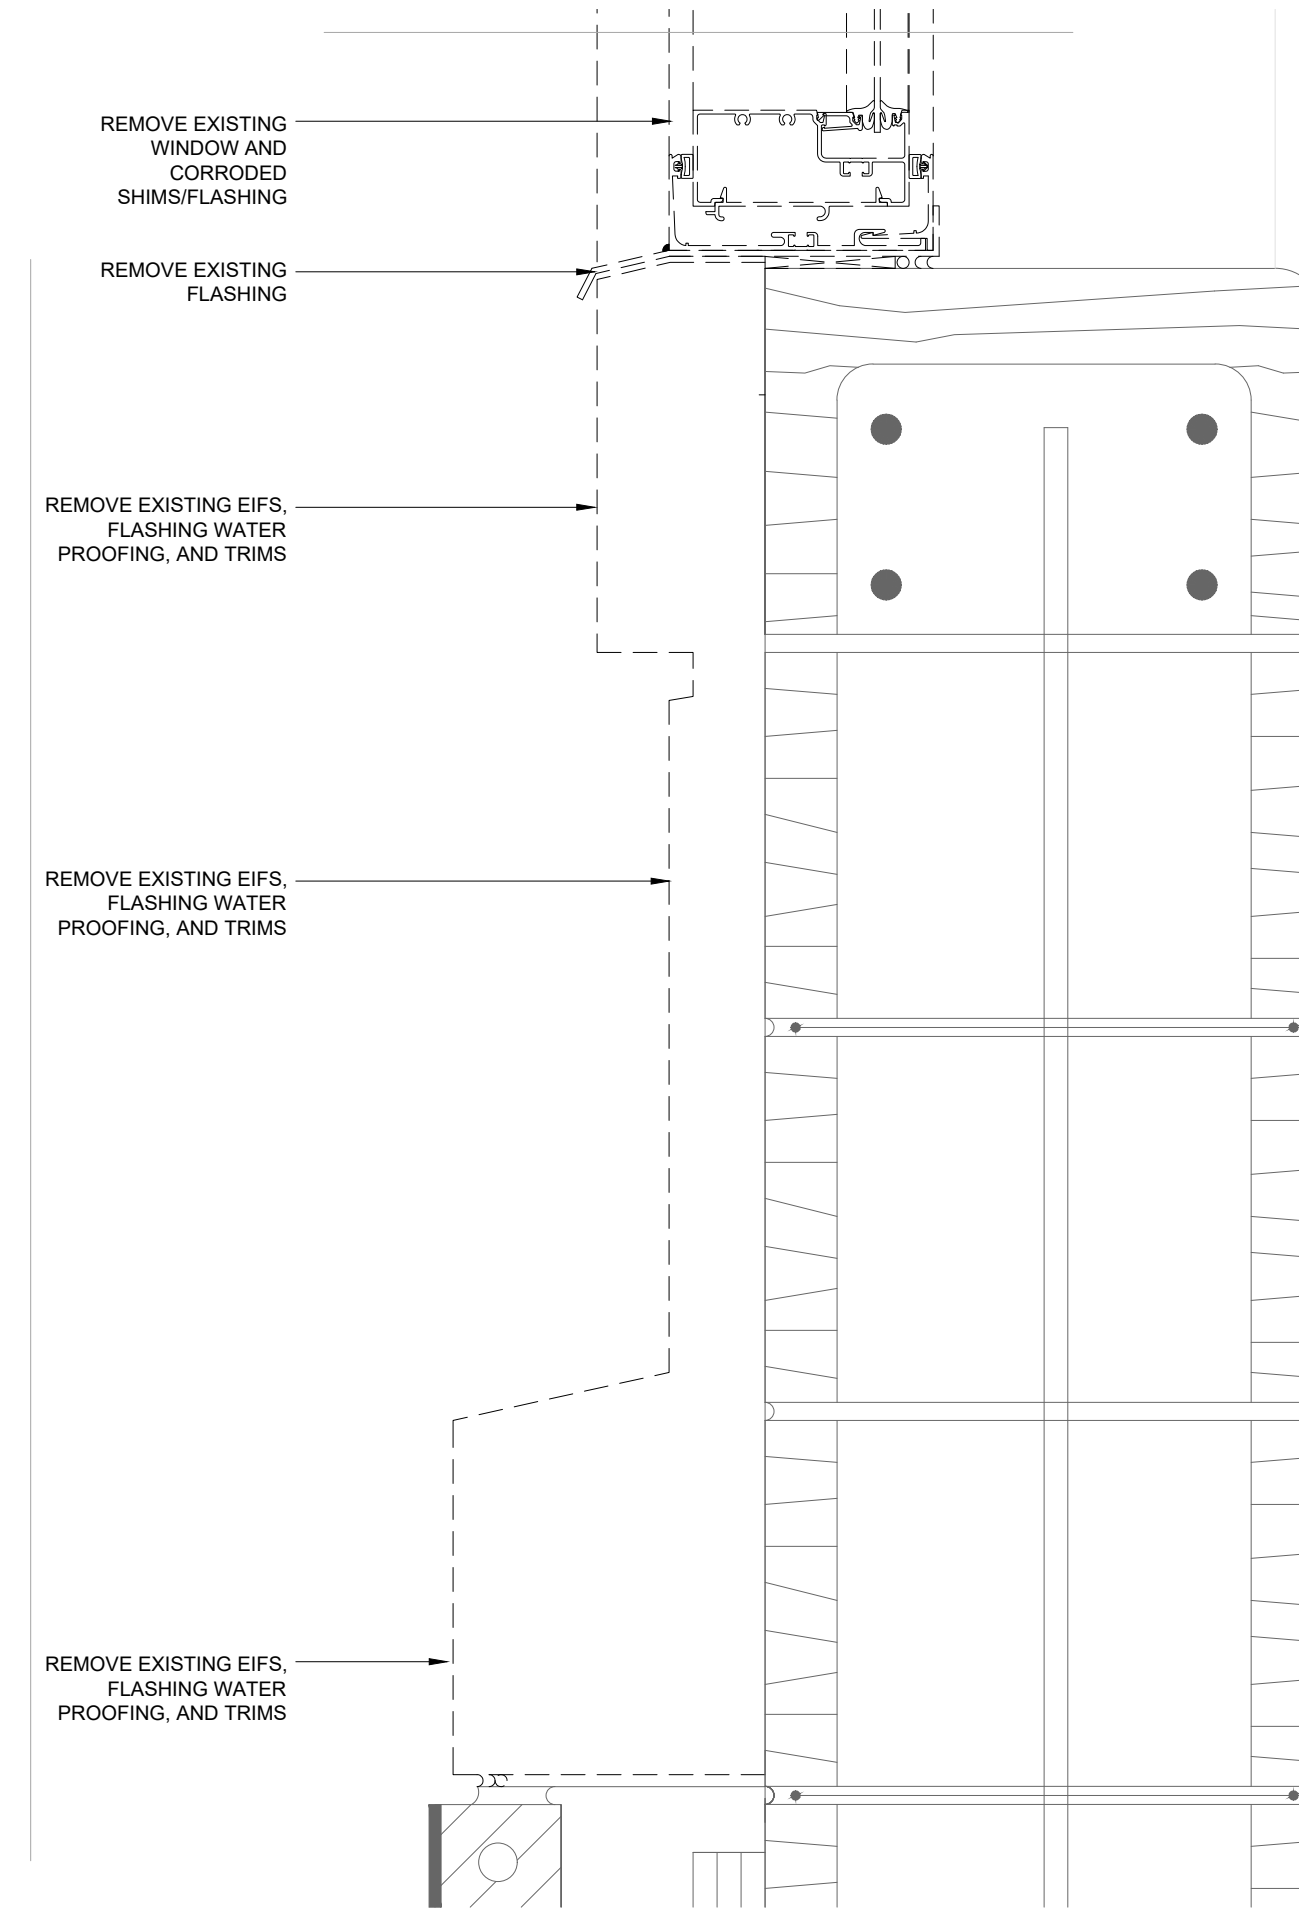 REMOVE EXISTING
WINDOW AND
CORRODED
SHIMS/FLASHING
REMOVE EXISTING
FLASHING
REMOVE EXISTING EIFS,
FLASHING WATER
PROOFING, AND TRIMS
REMOVE EXISTING EIFS,
FLASHING WATER
PROOFING, AND TRIMS
REMOVE EXISTING EIFS,
FLASHING WATER
PROOFING, AND TRIMS